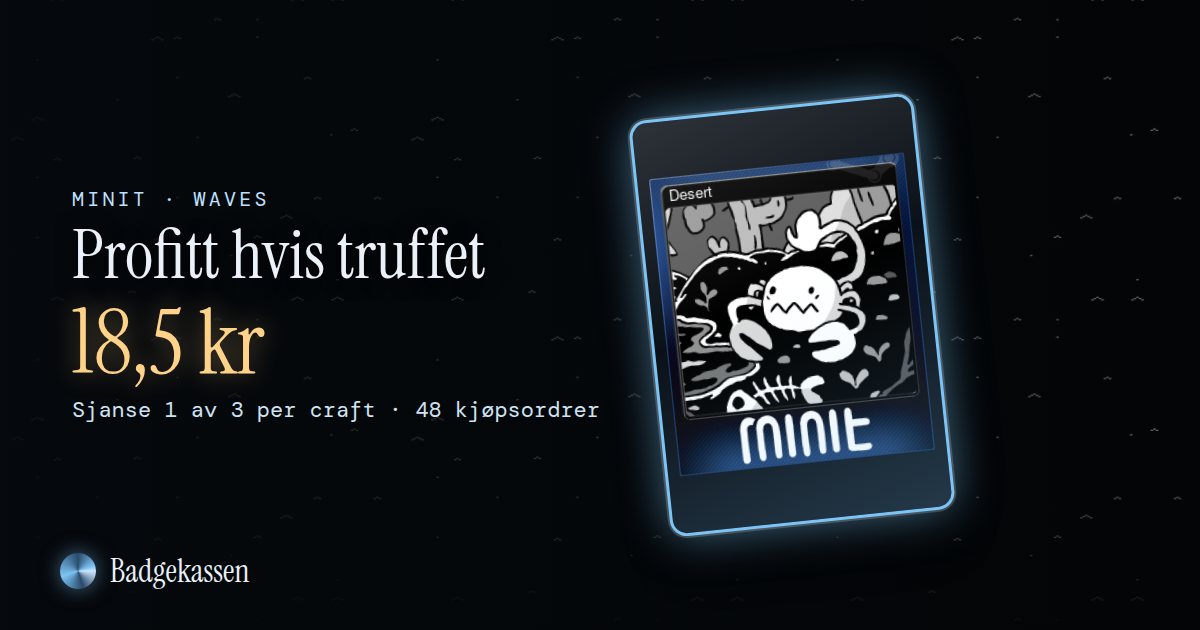 MINIT · WAVES
Profitt hvis truffet
18,5 kr
Sjanse 1 av 3 per craft · 48 kjøpsordrer
Desert
minit
Badgekassen